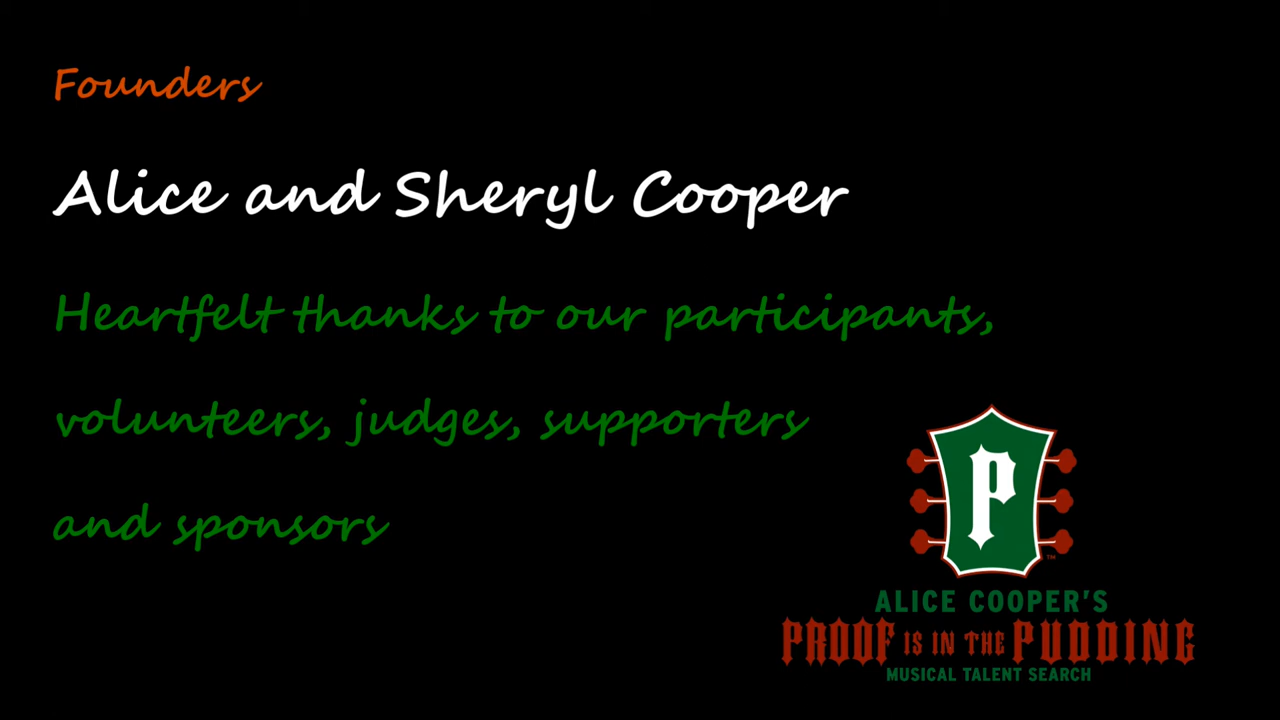 Founders
Alice and Sheryl Cooper
Heartfelt thanks to our participants,
volunteers, judges, supporters
and sponsors
P
TM
ALICE COOPER'S
PROOF IS IN THE PUDDING
MUSICAL TALENT SEARCH